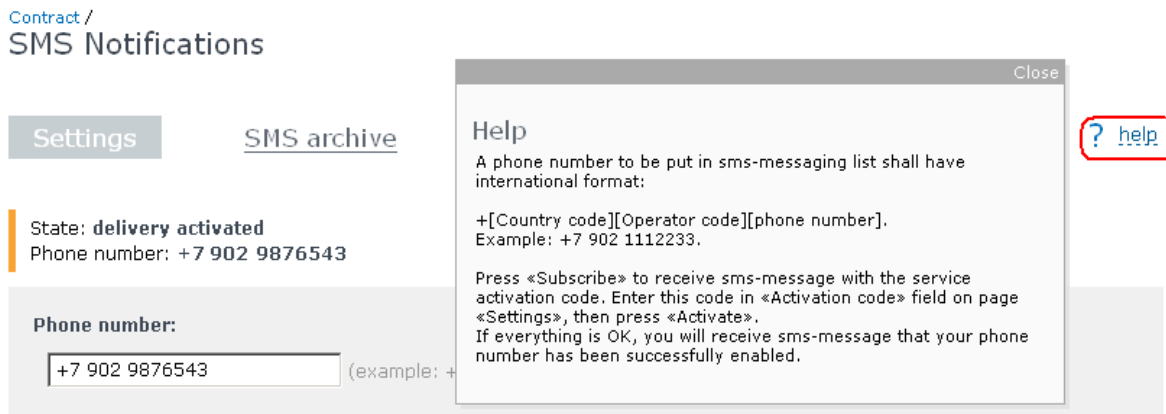 Contract /
SMS Notifications
Close
Settings
SMS archive
Help
? help
A phone number to be put in sms-messaging list shall have
international format:
+[Country code][Operator code][phone number].
Example: +7 902 1112233.
Press «Subscribe» to receive sms-message with the service
activation code. Enter this code in «Activation code» field on page
«Settings», then press «Activate».
If everything is OK, you will receive sms-message that your phone
number has been successfully enabled.
State: delivery activated
Phone number: +7 902 9876543
Phone number:
+7 902 9876543
(example: +